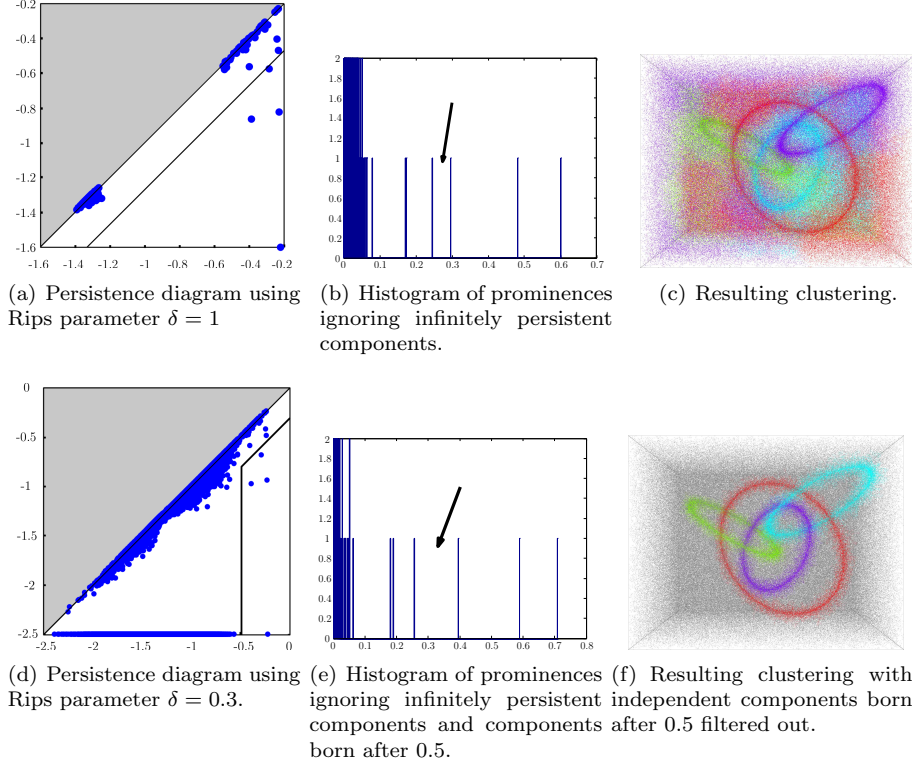 -0.2
-0.4
-0.6
-0.8
-1
-1.2
-1.4
-1.6
-1.6 -1.4 -1.2 -1 -0.8 -0.6 -0.4 -0.2
2
1.8
1.6
1.4
1.2
1
0.8
0.6
0.4
0.2
0
0 0.1 0.2 0.3 0.4 0.5 0.6 0.7
(a) Persistence diagram using
Rips parameter δ = 1
(b) Histogram of prominences
ignoring infinitely persistent
components.
(c) Resulting clustering.
0
-0.5
-1
-1.5
-2
-2.5
-2.5 -2 -1.5 -1 -0.5 0
2
1.8
1.6
1.4
1.2
1
0.8
0.6
0.4
0.2
0
0 0.1 0.2 0.3 0.4 0.5 0.6 0.7 0.8
(d) Persistence diagram using
Rips parameter δ = 0.3.
(e) Histogram of prominences
ignoring infinitely persistent
components and components
born after 0.5.
(f) Resulting clustering with
independent components born
after 0.5 filtered out.